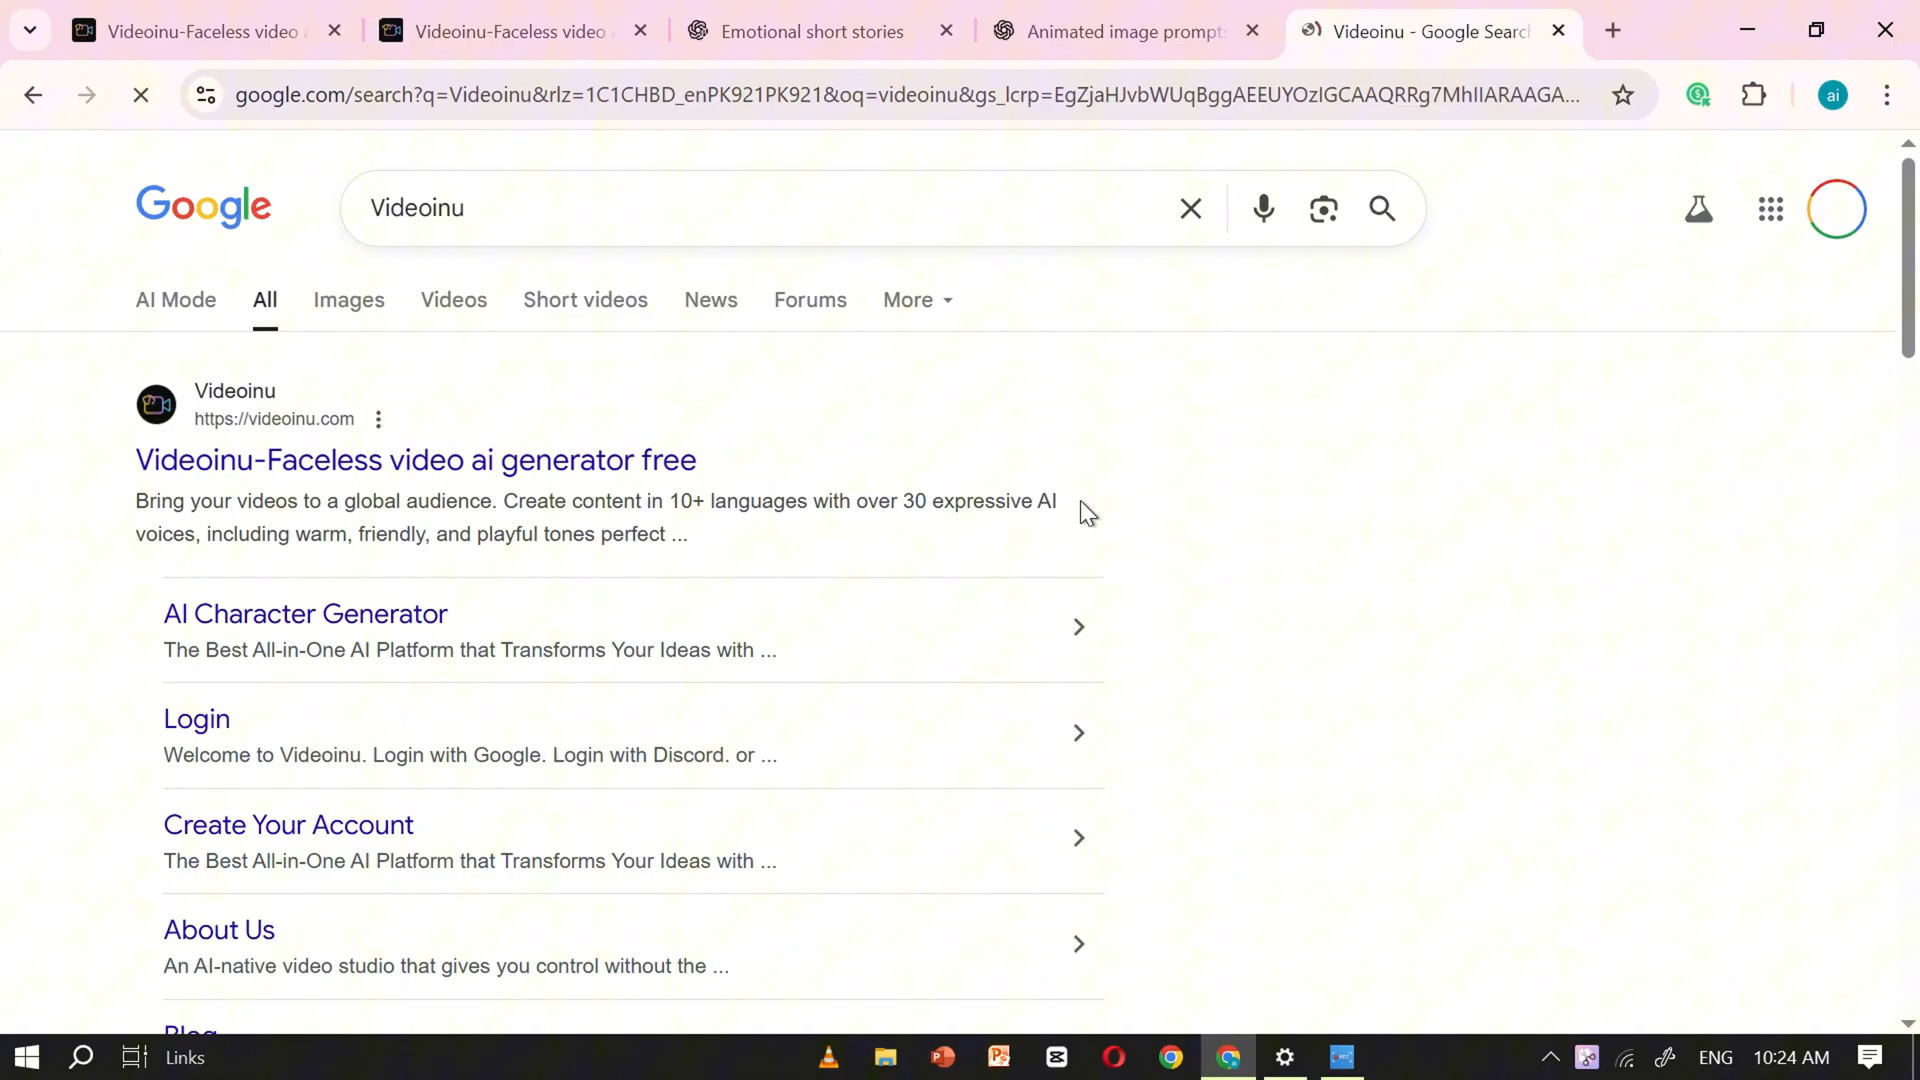 Videoinu-Faceless video
Videoinu-Faceless video
Emotional short stories
Animated image prompt
Videoinu - Google Search
google.com/search?q=Videoinu&rlz=1C1CHBD_enPK921PK921&oq=videoinu&gs_lcrp=EgZjaHJvbWUqBggAEEUYOzIGCAAQRRg7MhIIARAAGA...
ai
Google
Videoinu
AI Mode
All
Images
Videos
Short videos
News
Forums
More
Videoinu
https://videoinu.com
Videoinu-Faceless video ai generator free
Bring your videos to a global audience. Create content in 10+ languages with over 30 expressive AI
voices, including warm, friendly, and playful tones perfect ...
AI Character Generator
The Best All-in-One AI Platform that Transforms Your Ideas with ...
Login
Welcome to Videoinu. Login with Google. Login with Discord. or ...
Create Your Account
The Best All-in-One AI Platform that Transforms Your Ideas with ...
About Us
An AI-native video studio that gives you control without the ...
Blog
Links
ENG
10:24 AM